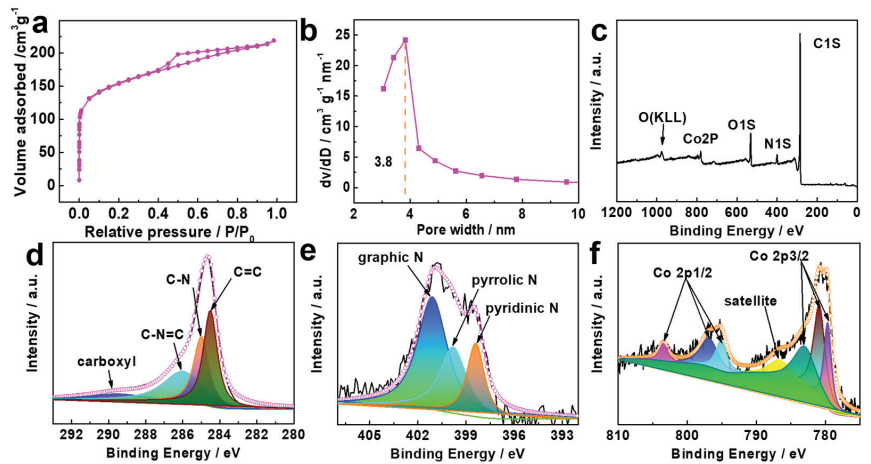 a
Volume adsorbed /cm³g⁻¹
250
200
150
100
50
0
0.0 0.2 0.4 0.6 0.8 1.0
Relative pressure / P/P₀
b
dv/dD / cm³ g⁻¹ nm⁻¹
25
20
15
10
5
0
3.8
2 4 6 8 10
Pore width / nm
c
Intensity / a.u.
C1S
O(KLL)
Co2P
O1S
N1S
1200 1000 800 600 400 200 0
Binding Energy / eV
d
Intensity / a.u.
C=C
C-N
C-N=C
carboxyl
292 290 288 286 284 282 280
Binding Energy / eV
e
Intensity / a.u.
graphic N
pyrrolic N
pyridinic N
405 402 399 396 393
Binding Energy / eV
f
Intensity / a.u.
Co 2p3/2
Co 2p1/2
satellite
810 800 790 780
Binding Energy / eV